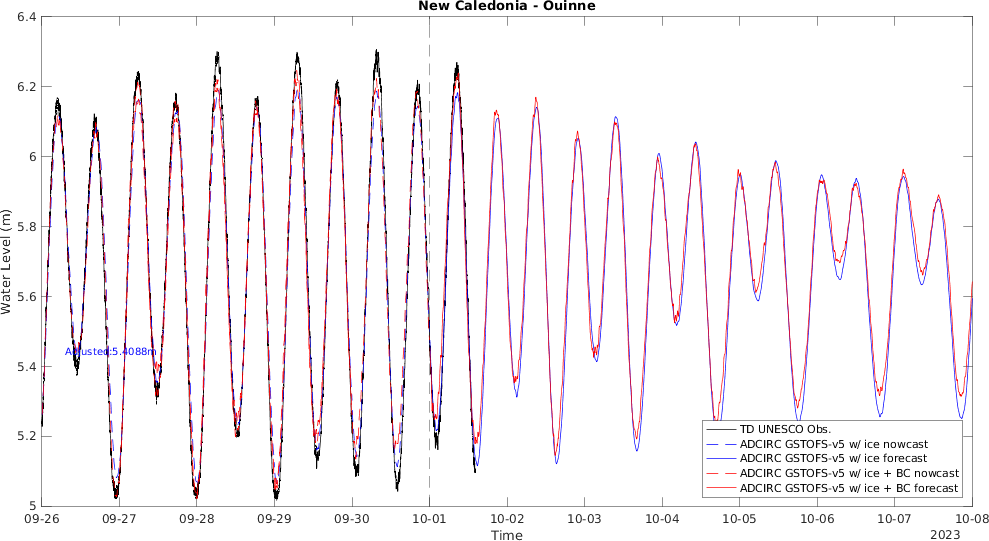 New Caledonia - Ouinne
6.4
6.2
6
5.8
5.6
5.4
5.2
5
Water Level (m)
Adjusted:5.4088m
TD UNESCO Obs.
ADCIRC GSTOFS-v5 w/ ice nowcast
ADCIRC GSTOFS-v5 w/ ice forecast
ADCIRC GSTOFS-v5 w/ ice + BC nowcast
ADCIRC GSTOFS-v5 w/ ice + BC forecast
09-26 09-27 09-28 09-29 09-30 10-01 10-02 10-03 10-04 10-05 10-06 10-07 10-08
Time
2023